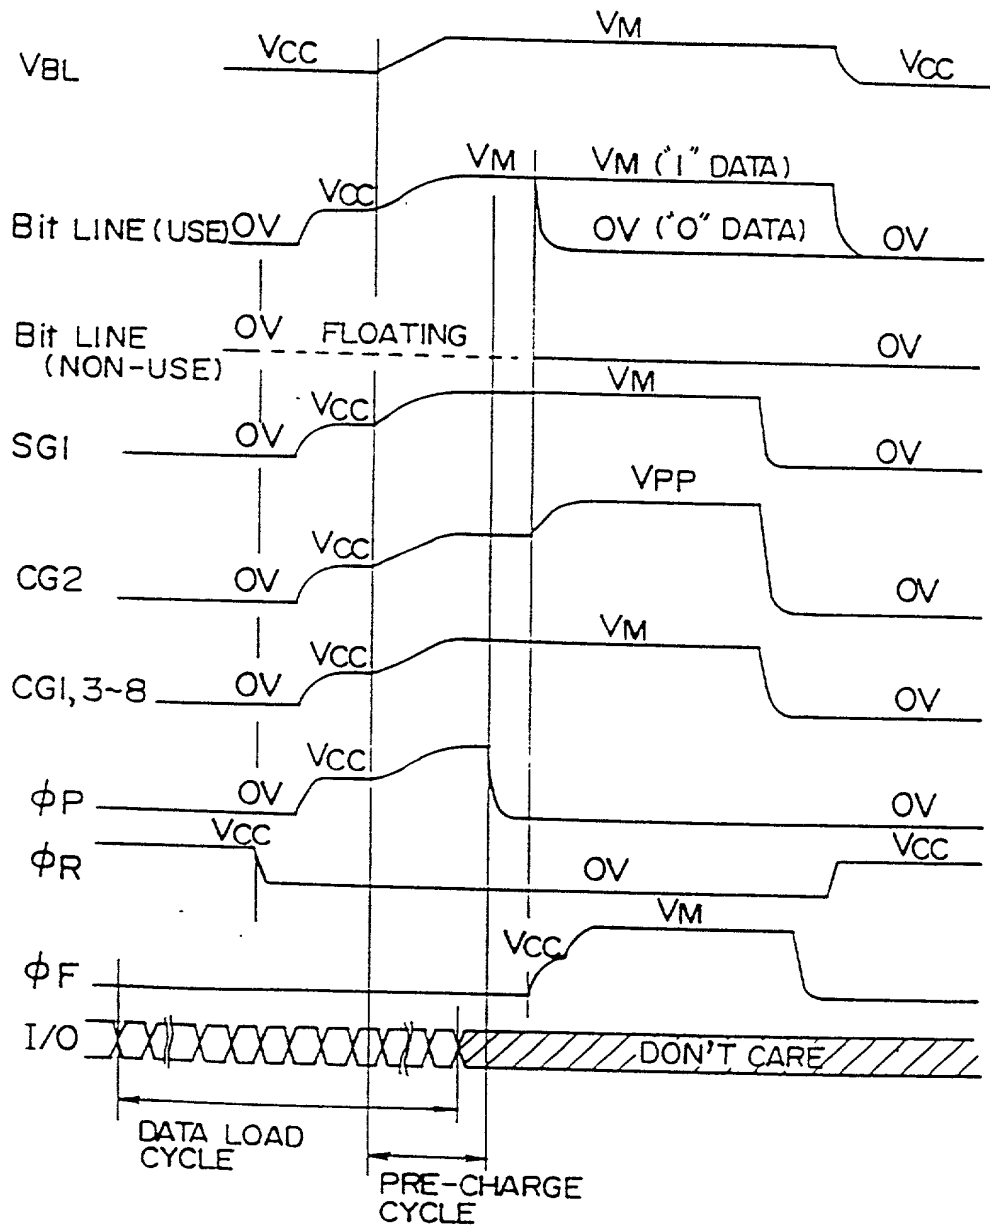 VM
VBL VCC VCC
VM VM ("1" DATA)
VCC
Bit LINE (USE) 0V 0V ("0" DATA) 0V
Bit LINE (NON-USE) 0V FLOATING 0V
VCC VM
SG1 0V 0V
VPP
VCC
CG2 0V 0V
VCC VM
CG1, 3~8 0V 0V
VCC
φP 0V 0V
VCC VCC
φR 0V
VM
VCC
φF
I/O DON'T CARE
DATA LOAD
CYCLE
PRE-CHARGE
CYCLE